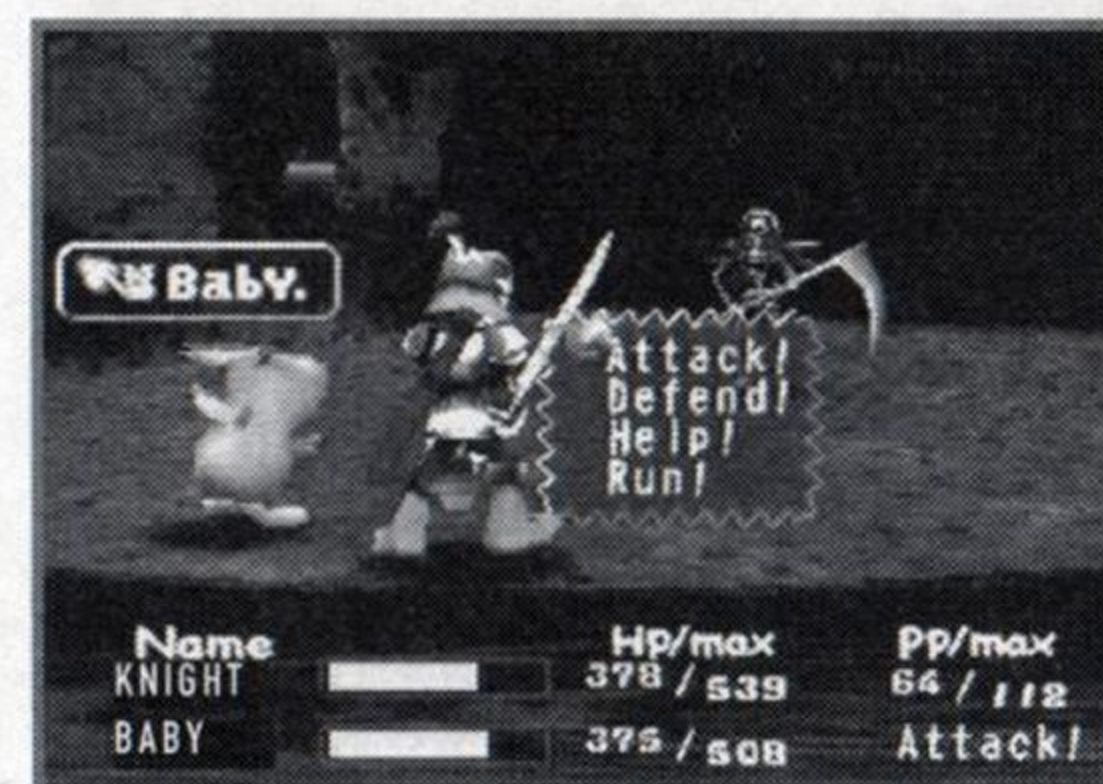 Baby.
Attack!
Defend!
Help!
Run!
Name Hp/max Pp/max
KNIGHT 378/539 64/112
BABY 375/508 Attack!